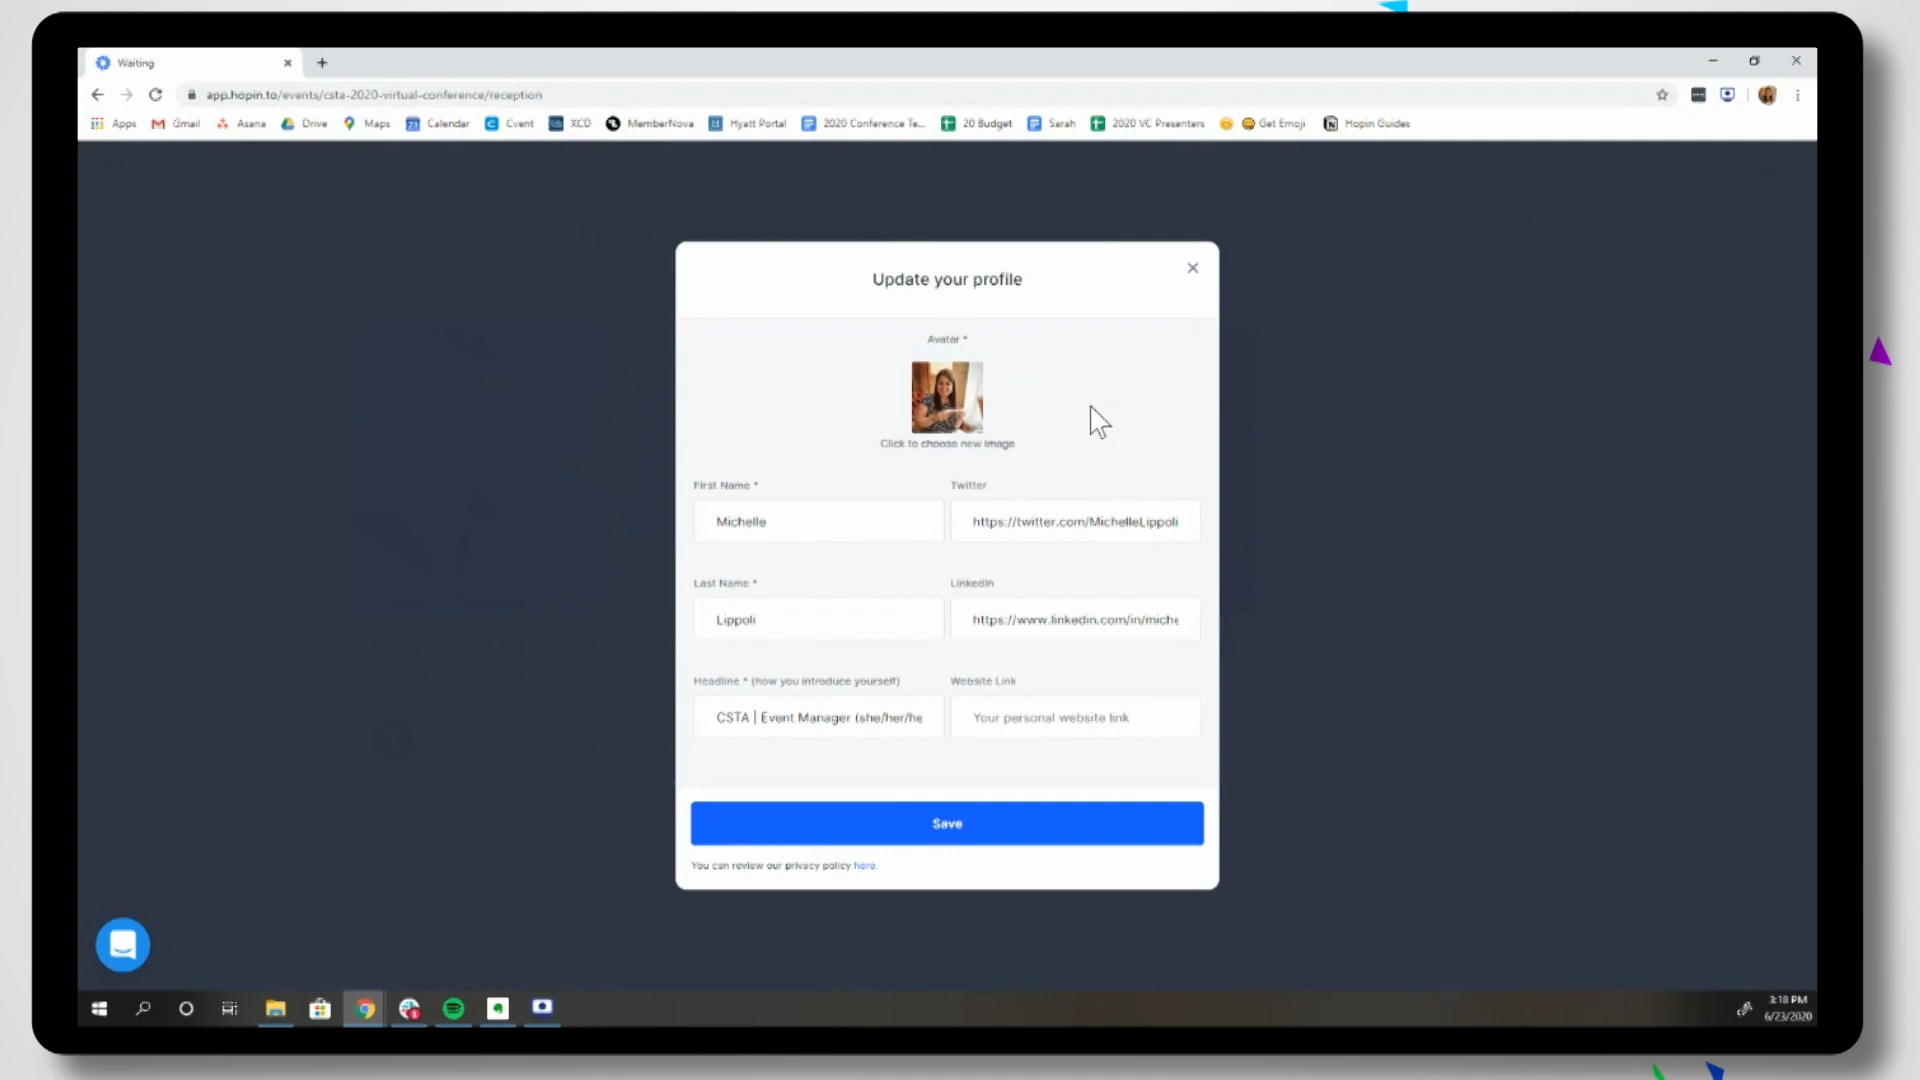 Waiting
app.hopin.to/events/csta-2020-virtual-conference/reception
Apps Gmail Asana Drive Maps Calendar Cvent XCD MemberNova Hyatt Portal 2020 Conference Te... 20 Budget Sarah 2020 VC Presenters Get Emoji Hopin Guides
Update your profile
Avatar *
Click to choose new image
First Name *
Twitter
Michelle
https://twitter.com/MichelleLippoli
Last Name *
LinkedIn
Lippoli
https://www.linkedin.com/in/miche
Headline * (how you introduce yourself)
Website Link
CSTA | Event Manager (she/her/he
Your personal website link
Save
You can review our privacy policy here.
3:18 PM
6/23/2020